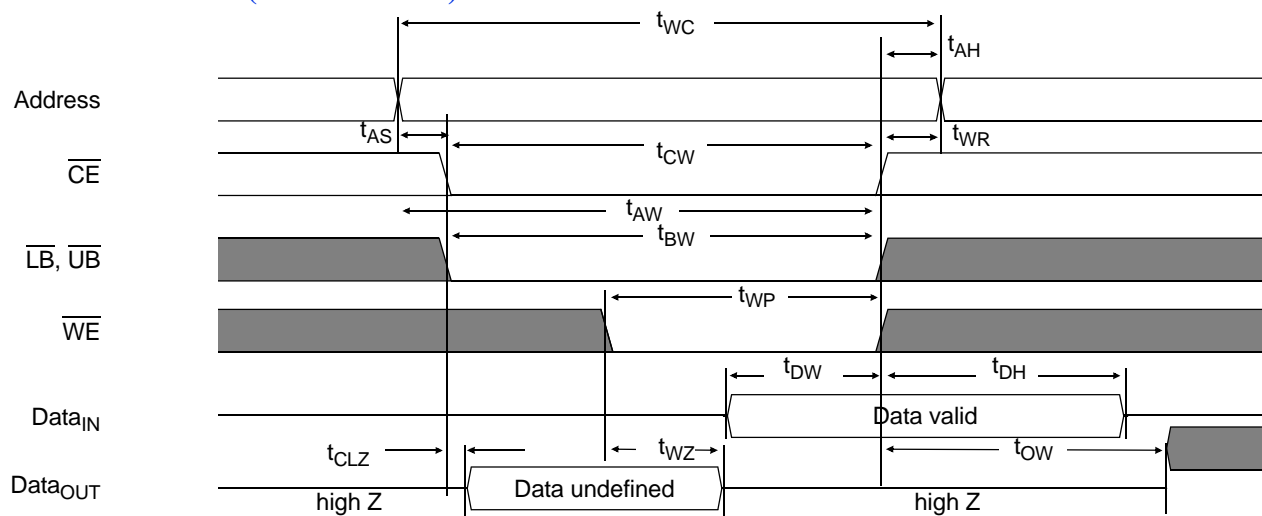 tWC
tAH
Address
tAS
tWR
tCW
CE
tAW
tBW
LB, UB
tWP
WE
tDW
tDH
DataIN
Data valid
tCLZ
tWZ
tOW
DataOUT
high Z
Data undefined
high Z